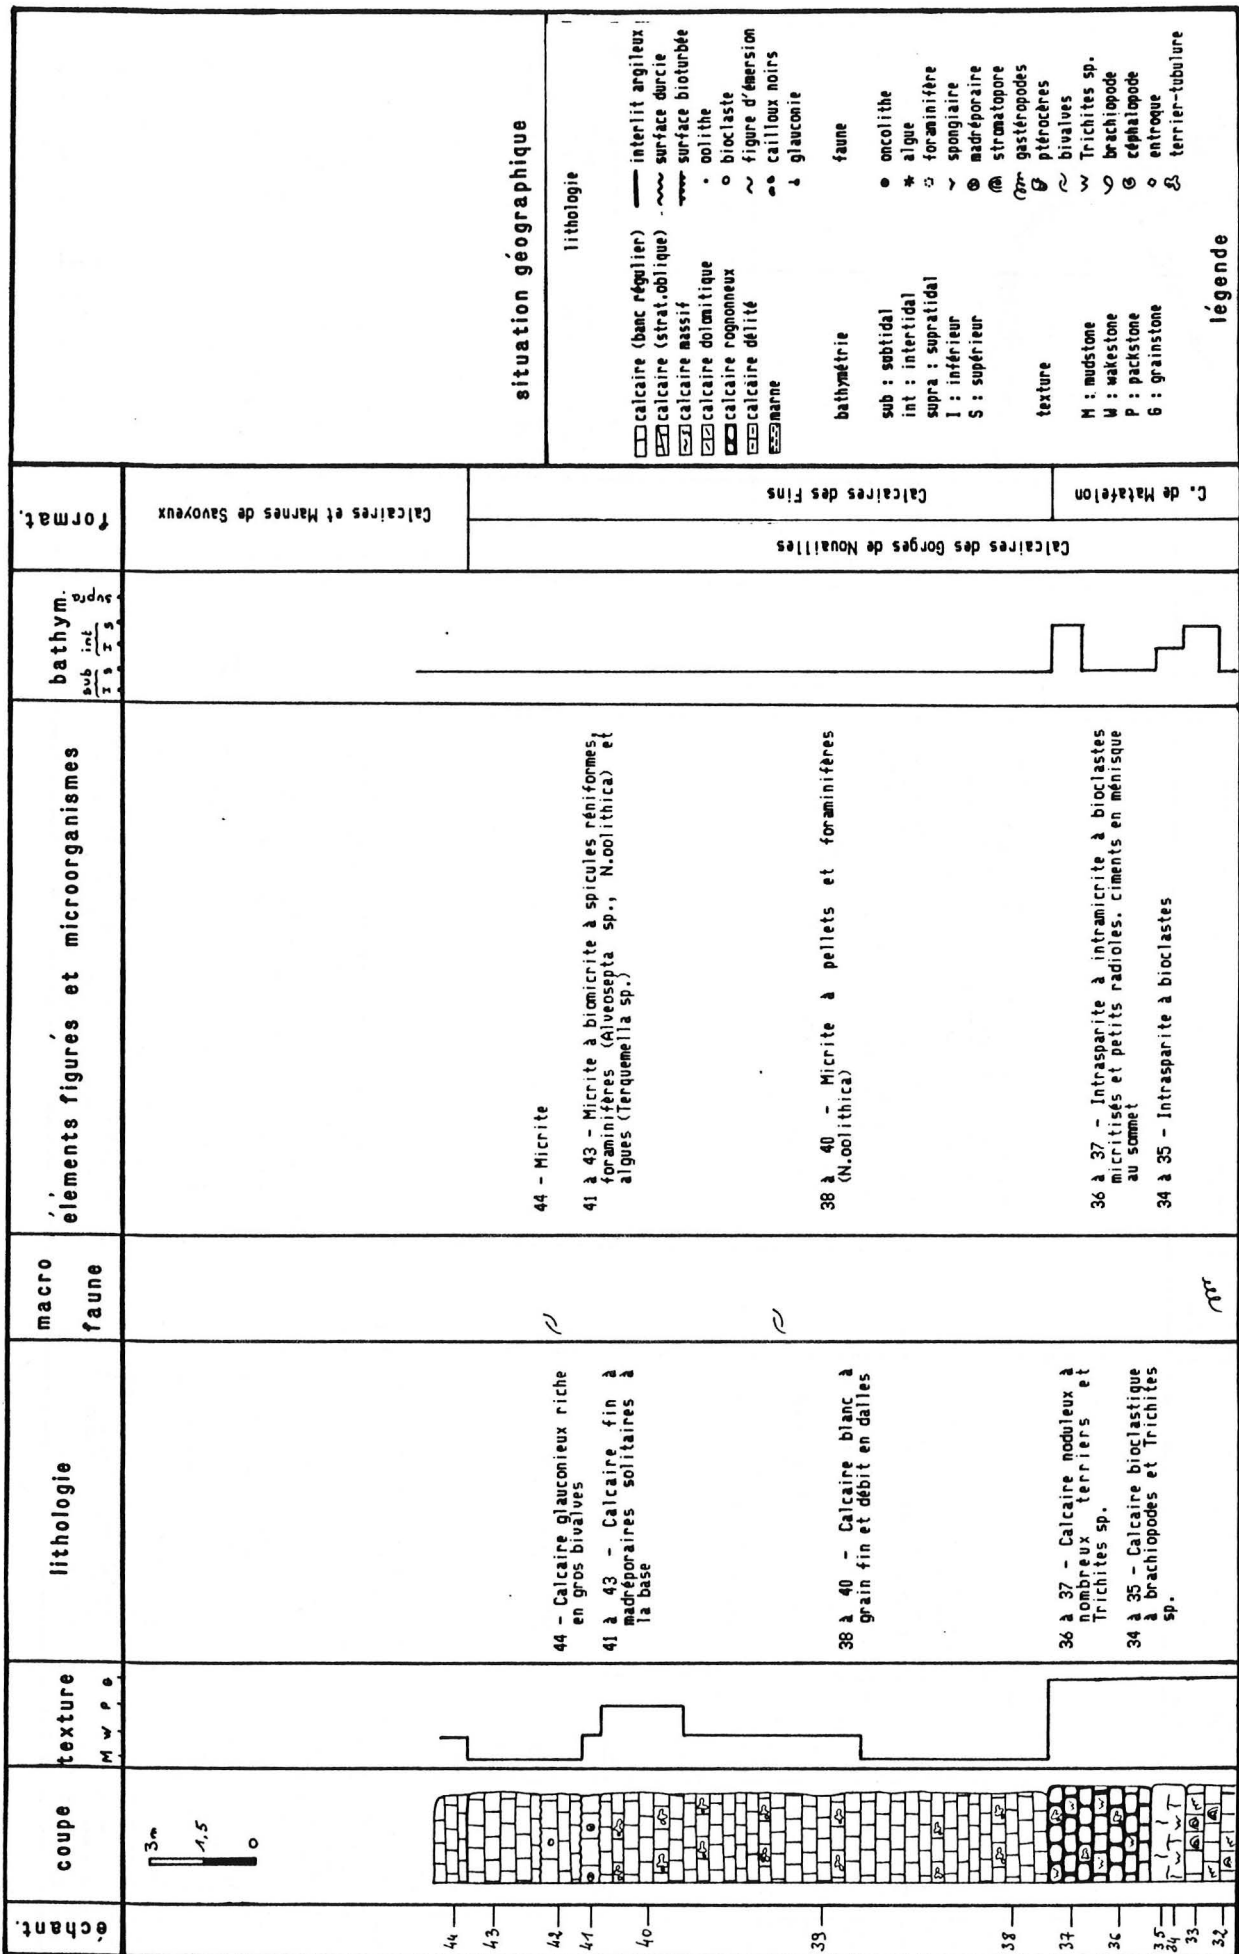 échant.
coupe
texture
M W P G
lithologie
macro
faune
éléments figurés et microorganismes
bathym.
sub int supra
I S I S
format.
3m
1,5
0
44
43
42
41
40
39
38
37
36
35
34
33
32
44 - Calcaire glauconieux riche
en gros bivalves
41 à 43 - Calcaire fin à
madréporaires solitaires à
la base
38 à 40 - Calcaire blanc à
grain fin et débit en dalles
36 à 37 - Calcaire noduleux à
nombreux terriers et
Trichites sp.
34 à 35 - Calcaire bioclastique
à brachiopodes et Trichites
sp.
44 - Micrite
41 à 43 - Micrite à biomicrite à spicules réniformes,
foraminifères (Alveosepta sp., N.oolithica) et
algues (Terquemella sp.)
38 à 40 - Micrite à pellets et foraminifères
(N.oolithica)
36 à 37 - Intrasparite à intramicrite à bioclastes
micritisés et petits radioles. ciments en ménisque
au sommet
34 à 35 - Intrasparite à bioclastes
Calcaires et Marnes de Savoyeux
Calcaires des Gorges de Nouailles
Calcaires des Fins
C. de Matafelon
situation géographique
lithologie
calcaire (banc régulier)
calcaire (strat.oblique)
calcaire massif
calcaire dolomitique
calcaire rognonneux
calcaire délité
marne
interlit argileux
surface durcie
surface bioturbée
oolithe
bioclaste
figure d'émersion
cailloux noirs
glauconie
bathymétrie
sub : subtidal
int : intertidal
supra : supratidal
I : inférieur
S : supérieur
texture
M : mudstone
W : wakestone
P : packstone
G : grainstone
faune
oncolithe
algue
foraminifère
spongiaire
madréporaire
stromatopore
gastéropodes
ptérocères
bivalves
Trichites sp.
brachiopode
céphalopode
entroque
terrier-tubulure
légende